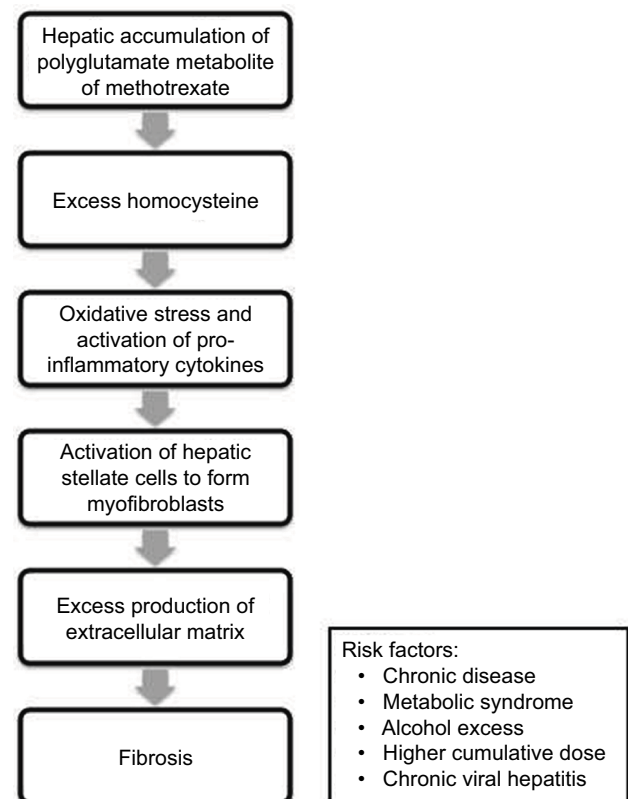 Hepatic accumulation of
polyglutamate metabolite
of methotrexate
Excess homocysteine
Oxidative stress and
activation of pro-
inflammatory cytokines
Activation of hepatic
stellate cells to form
myofibroblasts
Excess production of
extracellular matrix
Fibrosis
Risk factors:
• Chronic disease
• Metabolic syndrome
• Alcohol excess
• Higher cumulative dose
• Chronic viral hepatitis